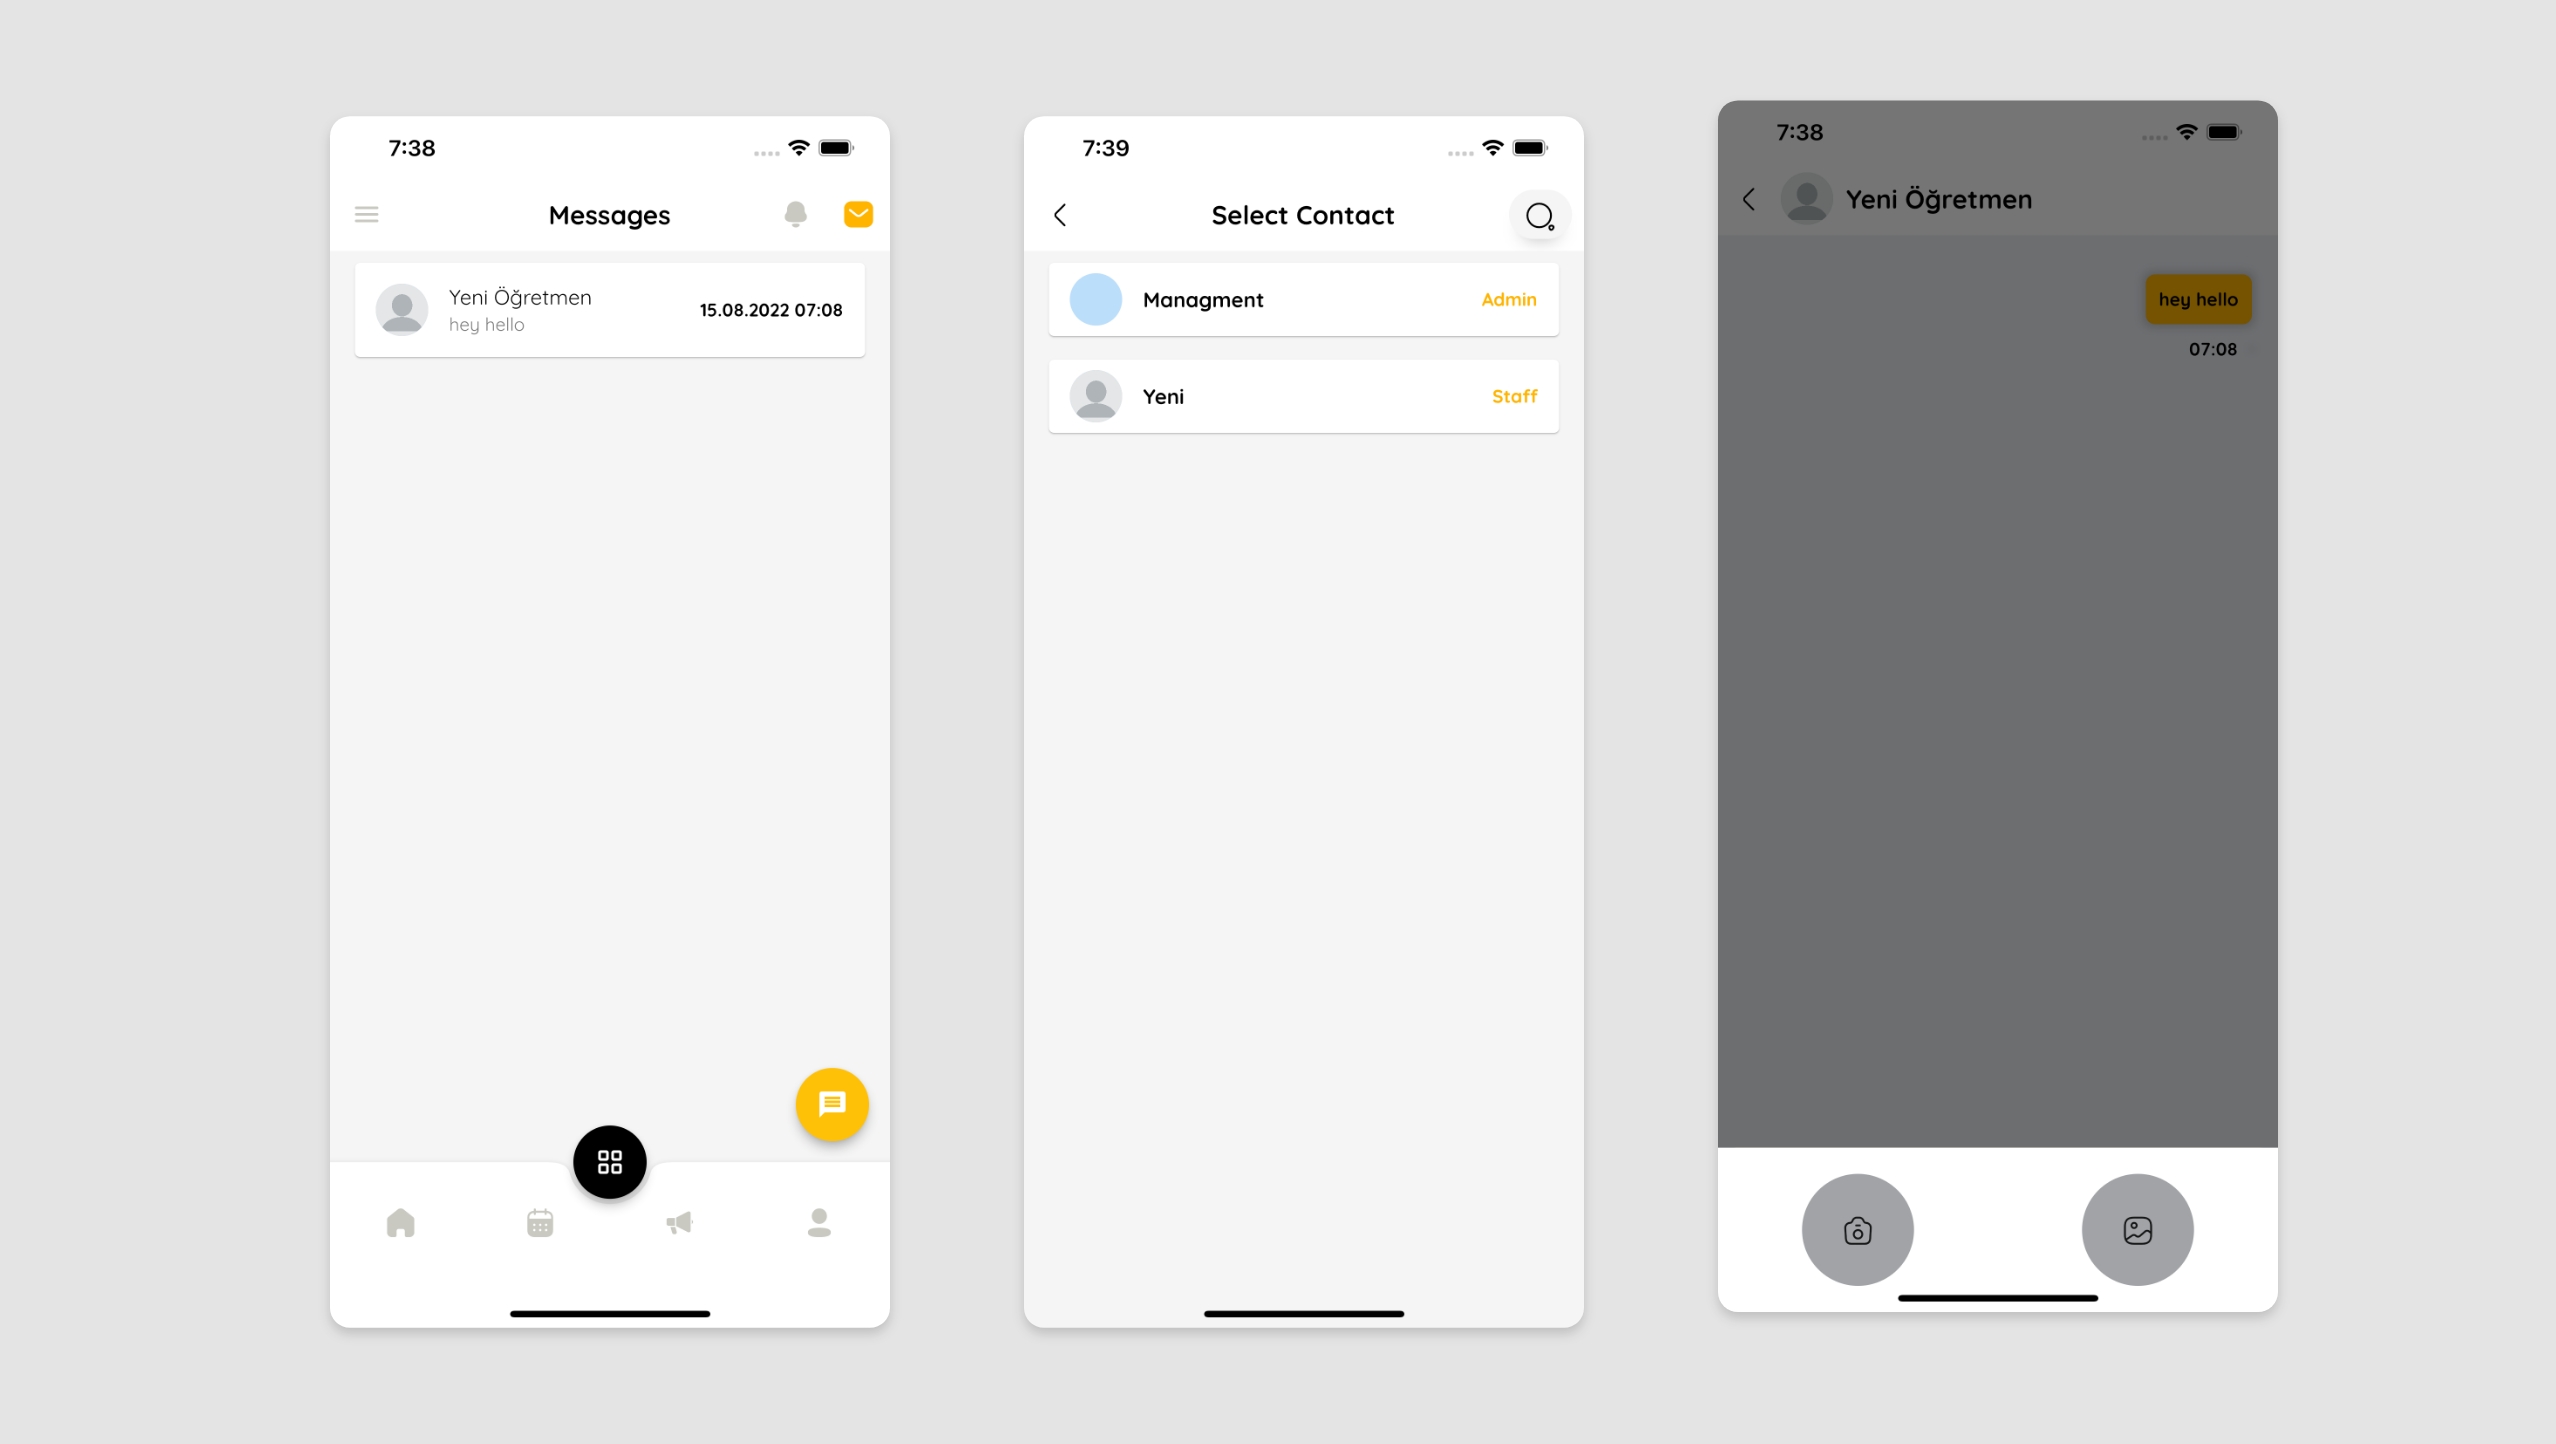 7:38
Messages
Yeni Öğretmen
hey hello
15.08.2022 07:08
7:39
Select Contact
Managment
Admin
Yeni
Staff
7:38
Yeni Öğretmen
hey hello
07:08